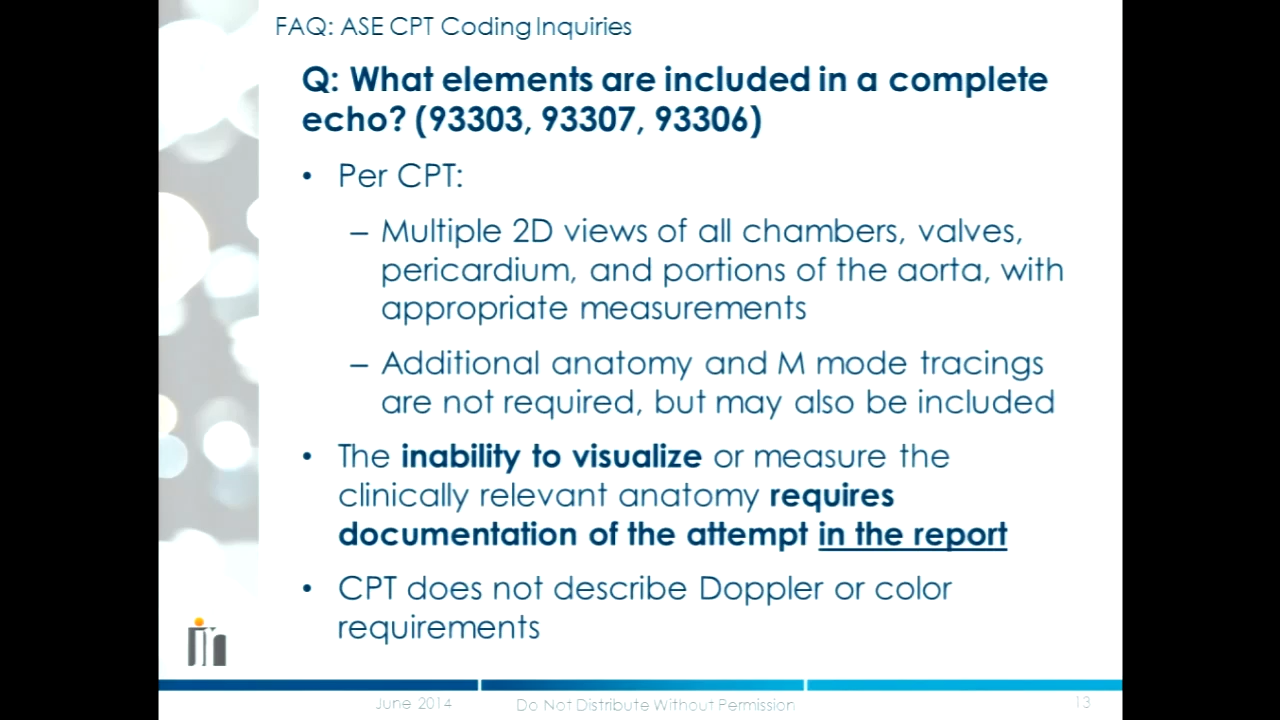 FAQ: ASE CPT Coding Inquiries
Q: What elements are included in a complete
echo? (93303, 93307, 93306)
• Per CPT:
– Multiple 2D views of all chambers, valves,
pericardium, and portions of the aorta, with
appropriate measurements
– Additional anatomy and M mode tracings
are not required, but may also be included
• The inability to visualize or measure the
clinically relevant anatomy requires
documentation of the attempt in the report
• CPT does not describe Doppler or color
requirements
June 2014 Do Not Distribute Without Permission 13